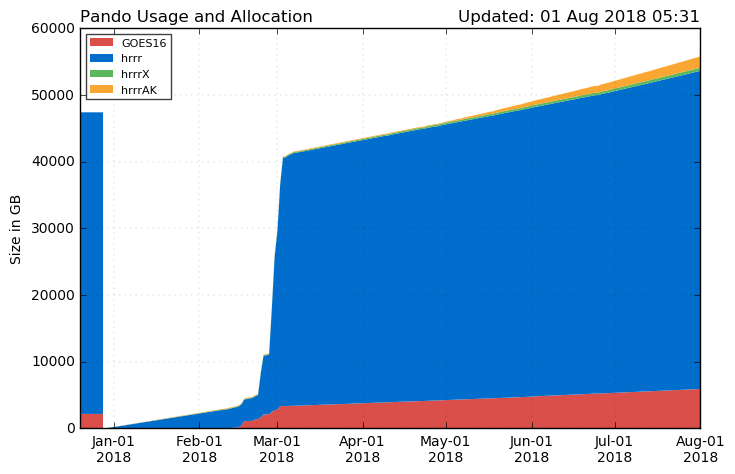 Pando Usage and Allocation
Updated: 01 Aug 2018 05:31
GOES16
hrrr
hrrrX
hrrrAK
Size in GB
60000
50000
40000
30000
20000
10000
0
Jan-01 2018
Feb-01 2018
Mar-01 2018
Apr-01 2018
May-01 2018
Jun-01 2018
Jul-01 2018
Aug-01 2018